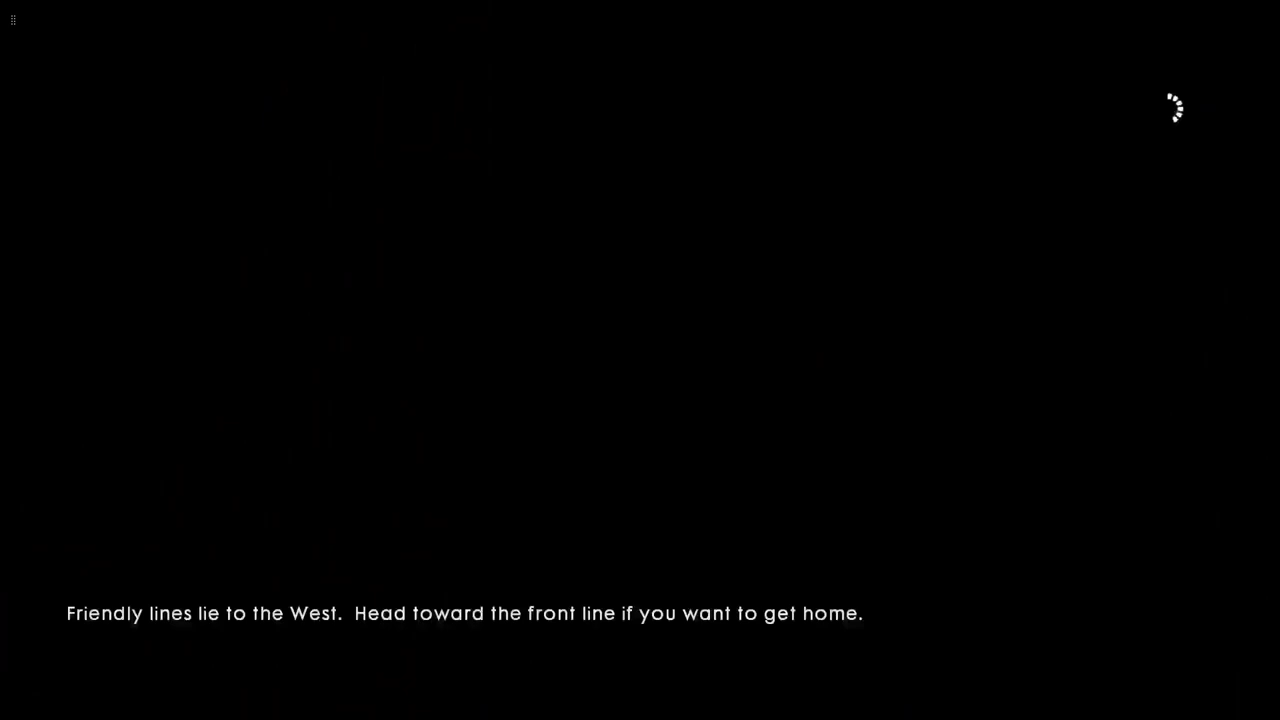 Friendly lines lie to the West.  Head toward the front line if you want to get home.